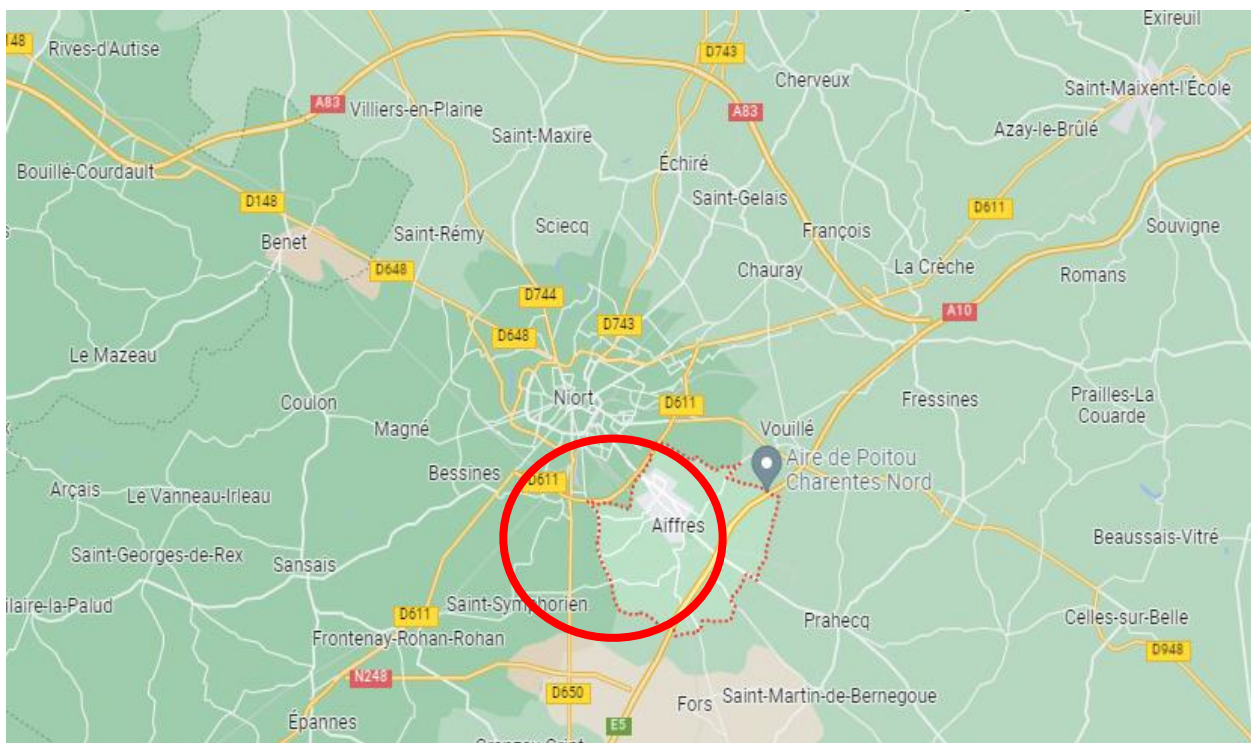 Exireuil
148
Rives-d'Autise
D743
Cherveux
Saint-Maixent-l'École
A83
Villiers-en-Plaine
A83
Saint-Maxire
Azay-le-Brûlé
Échiré
Bouillé-Courdault
Saint-Gelais
D148
D611
Sciecq
Saint-Rémy
François
Souvigne
Benet
D648
Chauray
La Crèche
Romans
D744
A10
D743
D648
Le Mazeau
Niort
Coulon
D611
Fressines
Prailles-La
Couarde
Magné
Vouillé
Aire de Poitou
Charentes Nord
Bessines
D611
Arçais
Le Vanneau-Irleau
Aiffres
Beaussais-Vitré
Saint-Georges-de-Rex
Sansais
ilaire-la-Palud
Saint-Symphorien
D611
Prahecq
Celles-sur-Belle
Frontenay-Rohan-Rohan
D948
N248
D650
Fors
Saint-Martin-de-Bernegoue
Épannes
E5